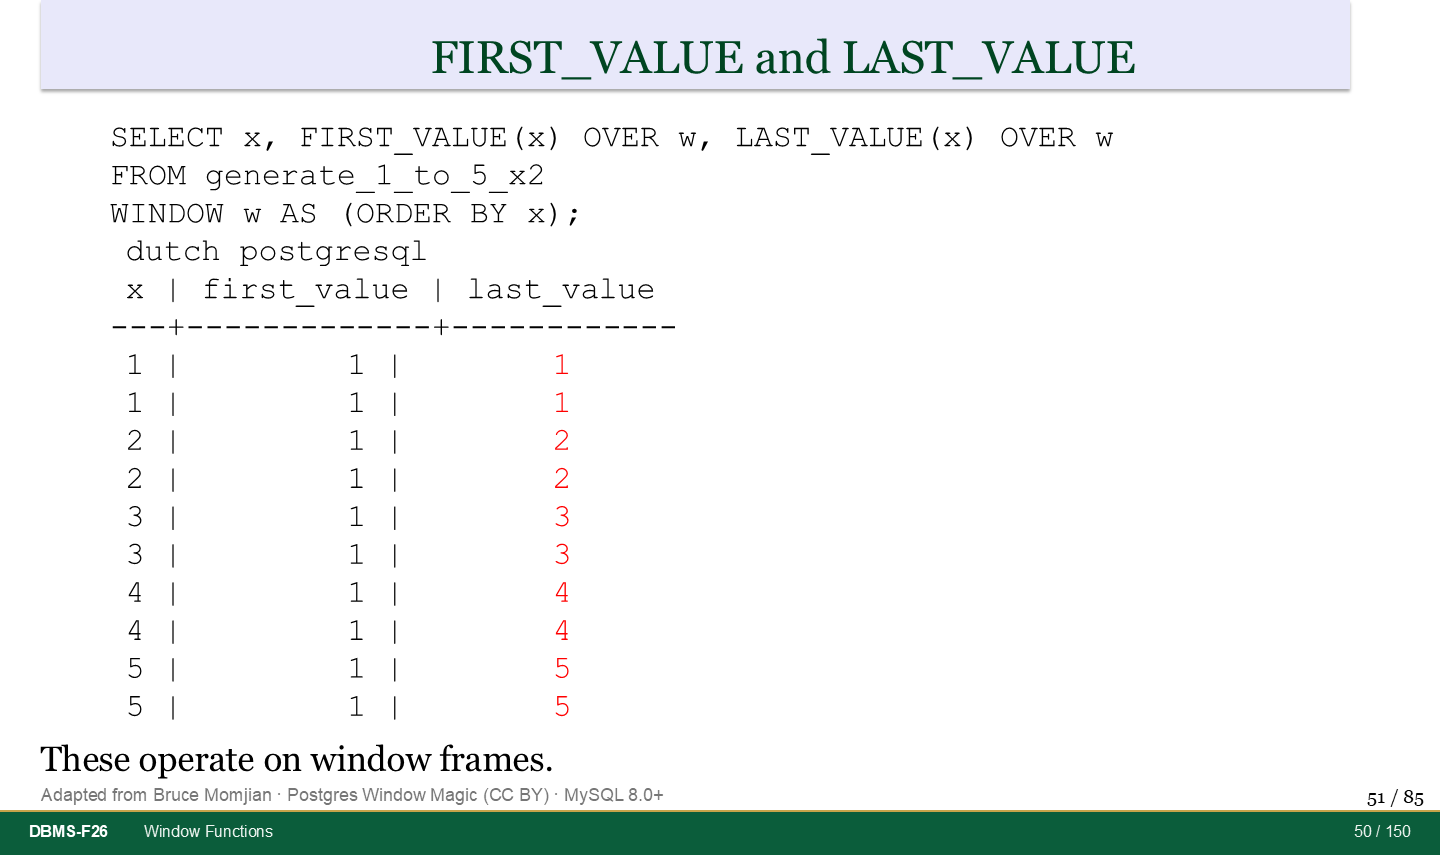 FIRST_VALUE and LAST_VALUE
SELECT x, FIRST_VALUE(x) OVER w, LAST_VALUE(x) OVER w
FROM generate_1_to_5_x2
WINDOW w AS (ORDER BY x);
dutch postgresql
x | first_value | last_value
---+-------------+------------
1 | 1 | 1
1 | 1 | 1
2 | 1 | 2
2 | 1 | 2
3 | 1 | 3
3 | 1 | 3
4 | 1 | 4
4 | 1 | 4
5 | 1 | 5
5 | 1 | 5
These operate on window frames.
Adapted from Bruce Momjian · Postgres Window Magic (CC BY) · MySQL 8.0+
51 / 85
DBMS-F26 Window Functions 50 / 150